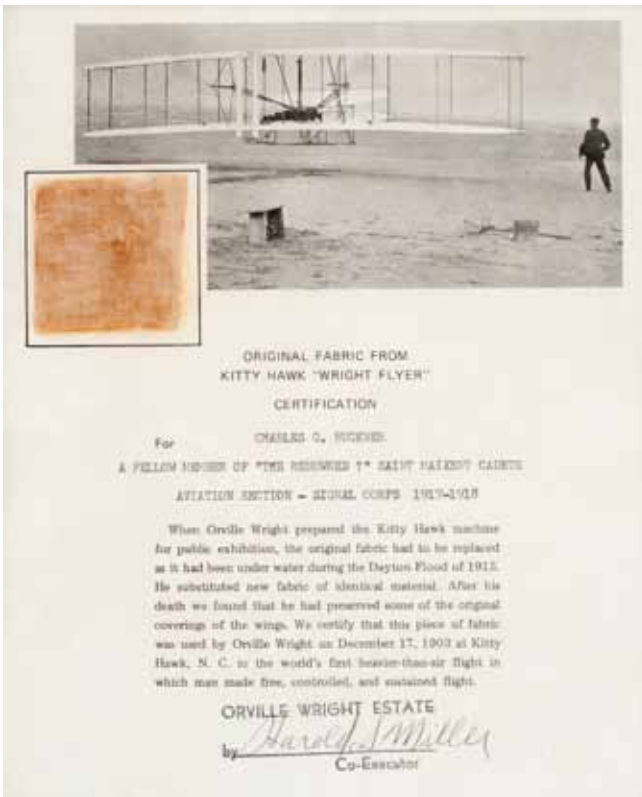 ORIGINAL FABRIC FROM
KITTY HAWK "WRIGHT FLYER"
CERTIFICATION
For CHARLES G.
A FELLOW MEMBER OF "THE 7" SAINT CADETS
AVIATION SECTION - SIGNAL CORPS 1917-1918
When Orville Wright prepared the Kitty Hawk machine
for public exhibition, the original fabric had to be replaced
as it had been under water during the Dayton Flood of 1913.
He substituted new fabric of identical material. After his
death we found that he had preserved some of the original
coverings of the wings. We certify that this piece of fabric
was used by Orville Wright on December 17, 1903 at Kitty
Hawk, N. C. in the world's first heavier-than-air flight in
which man made free, controlled, and sustained flight.
ORVILLE WRIGHT ESTATE
by Harold S Miller
Co-Executor